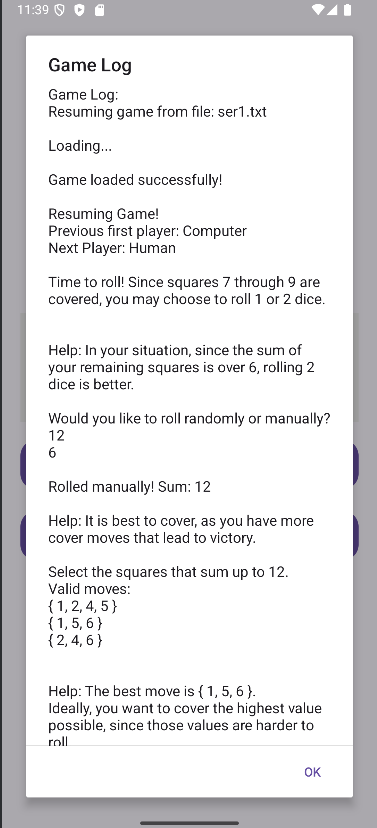 11:39
Game Log
Game Log:
Resuming game from file: ser1.txt
Loading...
Game loaded successfully!
Resuming Game!
Previous first player: Computer
Next Player: Human
Time to roll! Since squares 7 through 9 are
covered, you may choose to roll 1 or 2 dice.
Help: In your situation, since the sum of
your remaining squares is over 6, rolling 2
dice is better.
Would you like to roll randomly or manually?
12
6
Rolled manually! Sum: 12
Help: It is best to cover, as you have more
cover moves that lead to victory.
Select the squares that sum up to 12.
Valid moves:
{ 1, 2, 4, 5 }
{ 1, 5, 6 }
{ 2, 4, 6 }
Help: The best move is { 1, 5, 6 }.
Ideally, you want to cover the highest value
possible, since those values are harder to
roll
OK